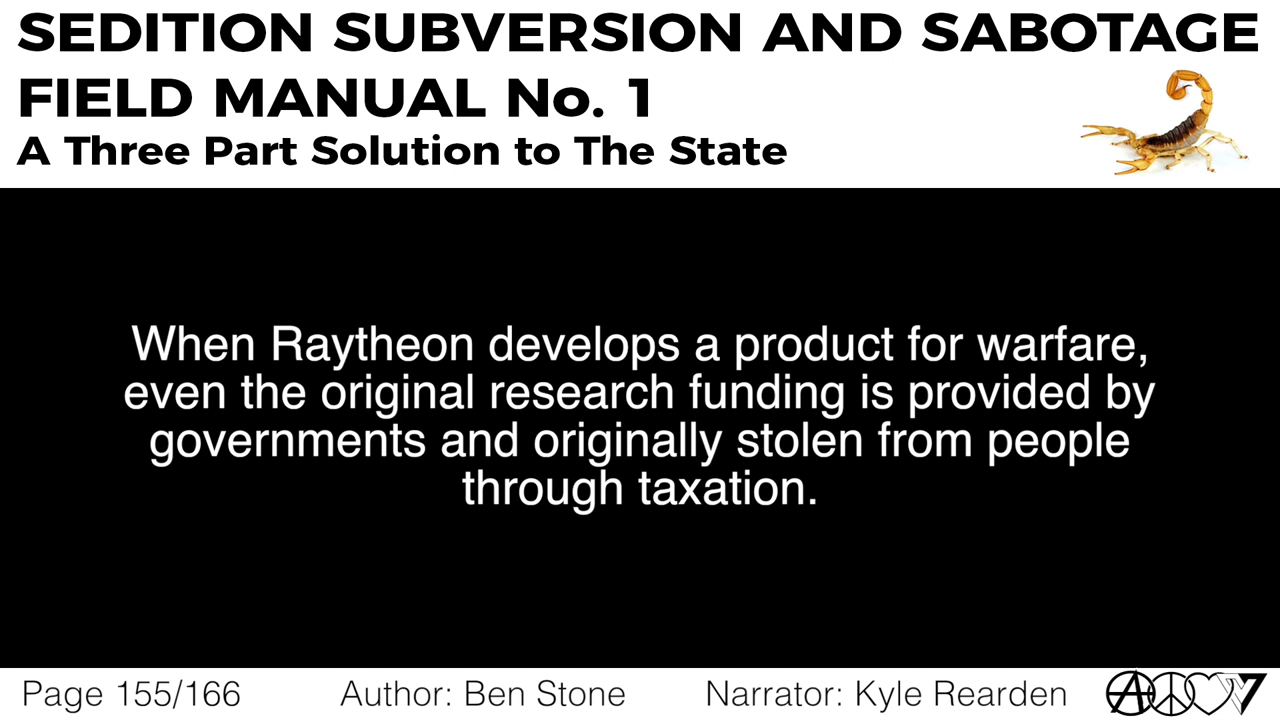 SEDITION SUBVERSION AND SABOTAGE
FIELD MANUAL No. 1
A Three Part Solution to The State
When Raytheon develops a product for warfare,
even the original research funding is provided by
governments and originally stolen from people
through taxation.
Page 155/166 Author: Ben Stone Narrator: Kyle Rearden